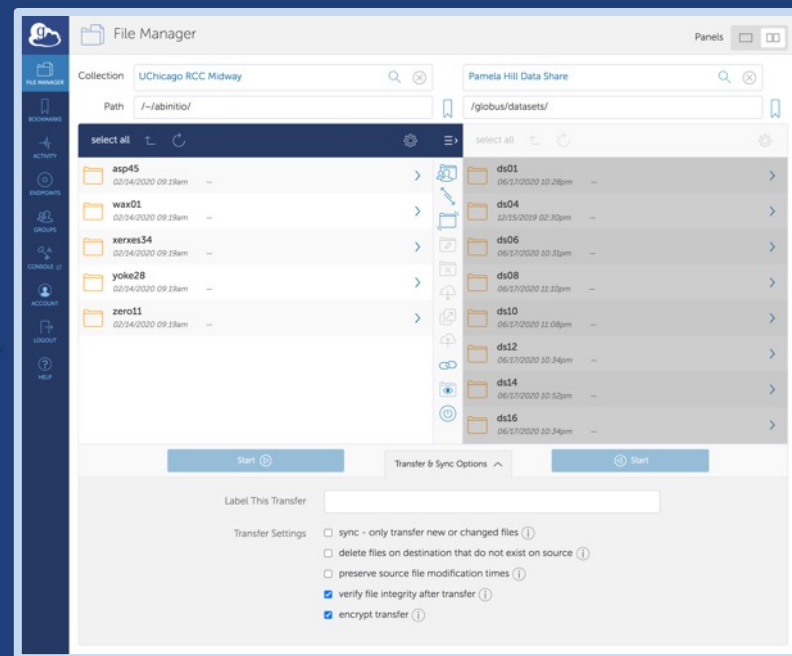 File Manager
Panels
FILE MANAGER
BOOKMARKS
ACTIVITY
ENDPOINTS
GROUPS
CONSOLE
ACCOUNT
LOGOUT
HELP
Collection UChicago RCC Midway
Pamela Hill Data Share
Path /~/abinitio/
/globus/datasets/
select all
select all
asp45
02/14/2020 09:19am —
wax01
02/14/2020 09:19am —
xerxes34
02/14/2020 09:19am —
yoke28
02/14/2020 09:19am —
zero11
02/14/2020 09:19am —
ds01
06/17/2020 10:28pm —
ds04
12/15/2019 02:30pm —
ds06
06/17/2020 10:31pm —
ds08
06/17/2020 11:10pm —
ds10
06/17/2020 11:08pm —
ds12
06/17/2020 10:34pm —
ds14
06/17/2020 10:52pm —
ds16
06/17/2020 10:34pm —
Start
Transfer & Sync Options
Start
Label This Transfer
Transfer Settings
sync - only transfer new or changed files
delete files on destination that do not exist on source
preserve source file modification times
verify file integrity after transfer
encrypt transfer